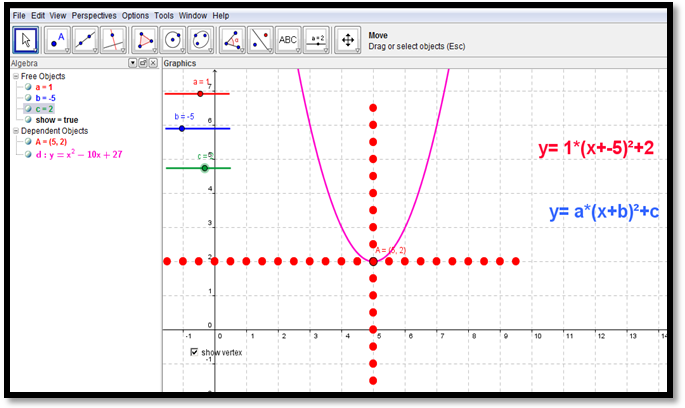 File Edit View Perspectives Options Tools Window Help
A
ABC
a = 2
Move
Drag or select objects (Esc)
Algebra
Graphics
Free Objects
a = 1
b = -5
c = 2
show = true
Dependent Objects
A = (5, 2)
d : y = x² − 10x + 27
a = 1
b = -5
y= 1*(x+-5)²+2
y= a*(x+b)²+c
A = (5, 2)
7
6
5
4
3
2
1
0
-1
-1 0 1 2 3 4 5 6 7 8 9 10 11 12 13 14
show vertex